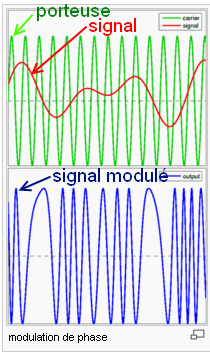 porteuse
carrier
signal
signal
signal modulé
output
modulation de phase